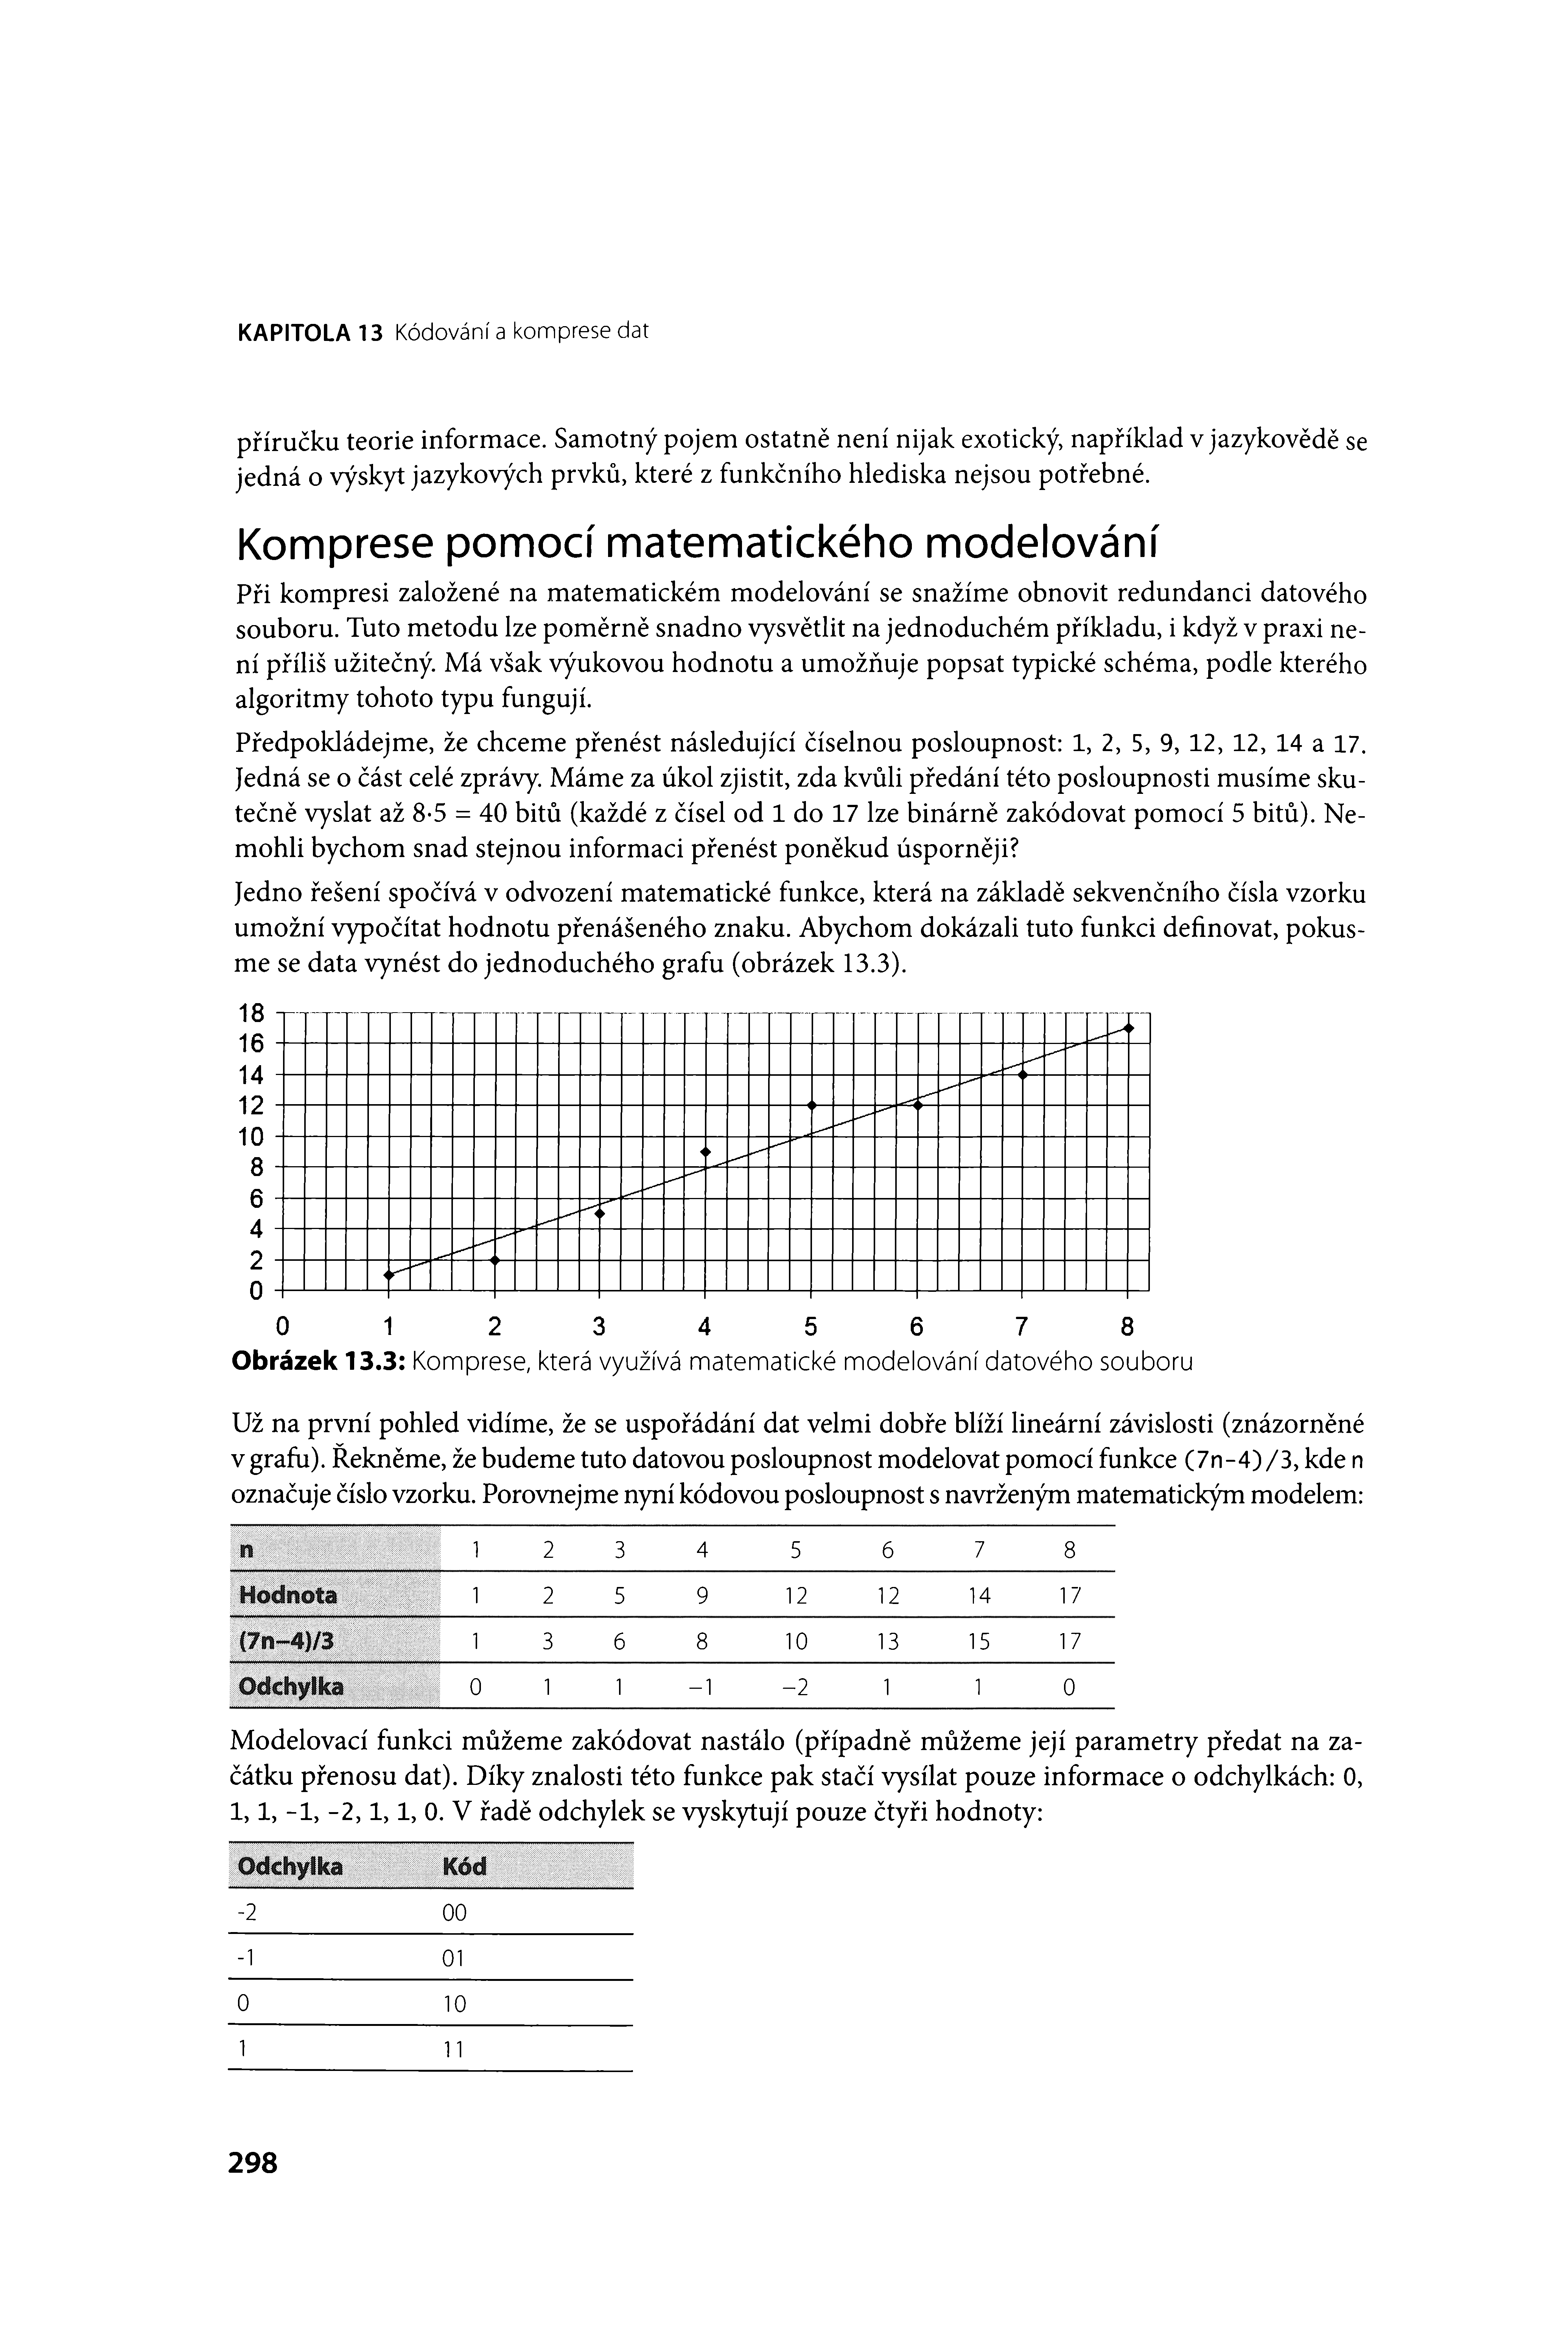 KAPITOLA 13 Kódování a komprese dat
příručku teorie informace. Samotný pojem ostatně není nijak exotický, například v jazykovědě se
jedná o výskyt jazykových prvků, které z funkčního hlediska nejsou potřebné.
Komprese pomocí matematického modelování
Při kompresi založené na matematickém modelování se snažíme obnovit redundanci datového
souboru. Tuto metodu lze poměrně snadno vysvětlit na jednoduchém příkladu, i když v praxi ne-
ní příliš užitečný. Má však výukovou hodnotu a umožňuje popsat typické schéma, podle kterého
algoritmy tohoto typu fungují.
Předpokládejme, že chceme přenést následující číselnou posloupnost: 1, 2, 5, 9, 12, 12, 14 a 17.
Jedná se o část celé zprávy. Máme za úkol zjistit, zda kvůli předání této posloupnosti musíme sku-
tečně vyslat až 8·5 = 40 bitů (každé z čísel od 1 do 17 lze binárně zakódovat pomocí 5 bitů). Ne-
mohli bychom snad stejnou informaci přenést poněkud úsporněji?
Jedno řešení spočívá v odvození matematické funkce, která na základě sekvenčního čísla vzorku
umožní vypočítat hodnotu přenášeného znaku. Abychom dokázali tuto funkci definovat, pokus-
me se data vynést do jednoduchého grafu (obrázek 13.3).
18
16
14
12
10
8
6
4
2
0
0 1 2 3 4 5 6 7 8
Obrázek 13.3: Komprese, která využívá matematické modelování datového souboru
Už na první pohled vidíme, že se uspořádání dat velmi dobře blíží lineární závislosti (znázorněné
v grafu). Řekněme, že budeme tuto datovou posloupnost modelovat pomocí funkce (7n-4)/3, kde n
označuje číslo vzorku. Porovnejme nyní kódovou posloupnost s navrženým matematickým modelem:
n 1 2 3 4 5 6 7 8
Hodnota 1 2 5 9 12 12 14 17
(7n–4)/3 1 3 6 8 10 13 15 17
Odchylka 0 1 1 –1 –2 1 1 0
Modelovací funkci můžeme zakódovat nastálo (případně můžeme její parametry předat na za-
čátku přenosu dat). Díky znalosti této funkce pak stačí vysílat pouze informace o odchylkách: 0,
1, 1, -1, -2, 1, 1, 0. V řadě odchylek se vyskytují pouze čtyři hodnoty:
Odchylka Kód
-2 00
-1 01
0 10
1 11
298